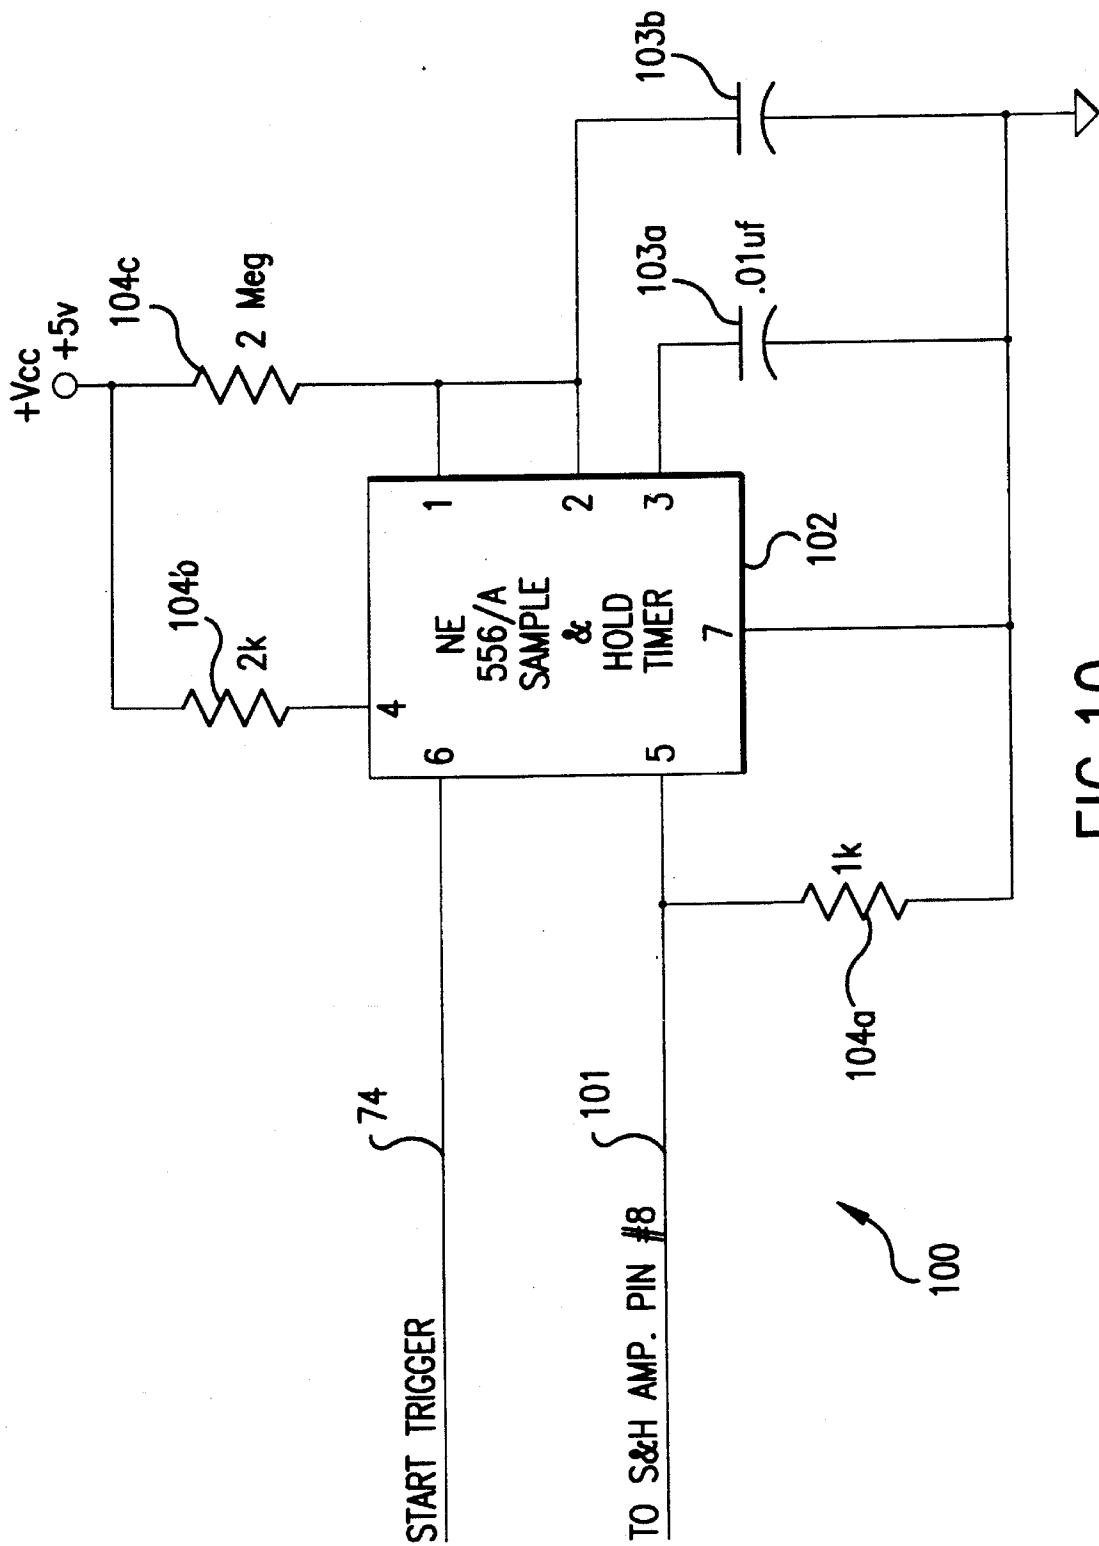 +Vcc
+5v
104c
2 Meg
104b
2k
103b
103a
.01uf
4
6
1
2
3
5
7
NE
556/A
SAMPLE
&
HOLD
TIMER
102
START TRIGGER
74
TO S&H AMP. PIN #8
101
1k
104a
100
FIG.10